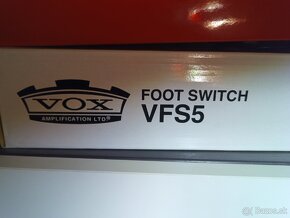 VOX
AMPLIFICATION LTD®
FOOT SWITCH
VFS5
bazos.sk